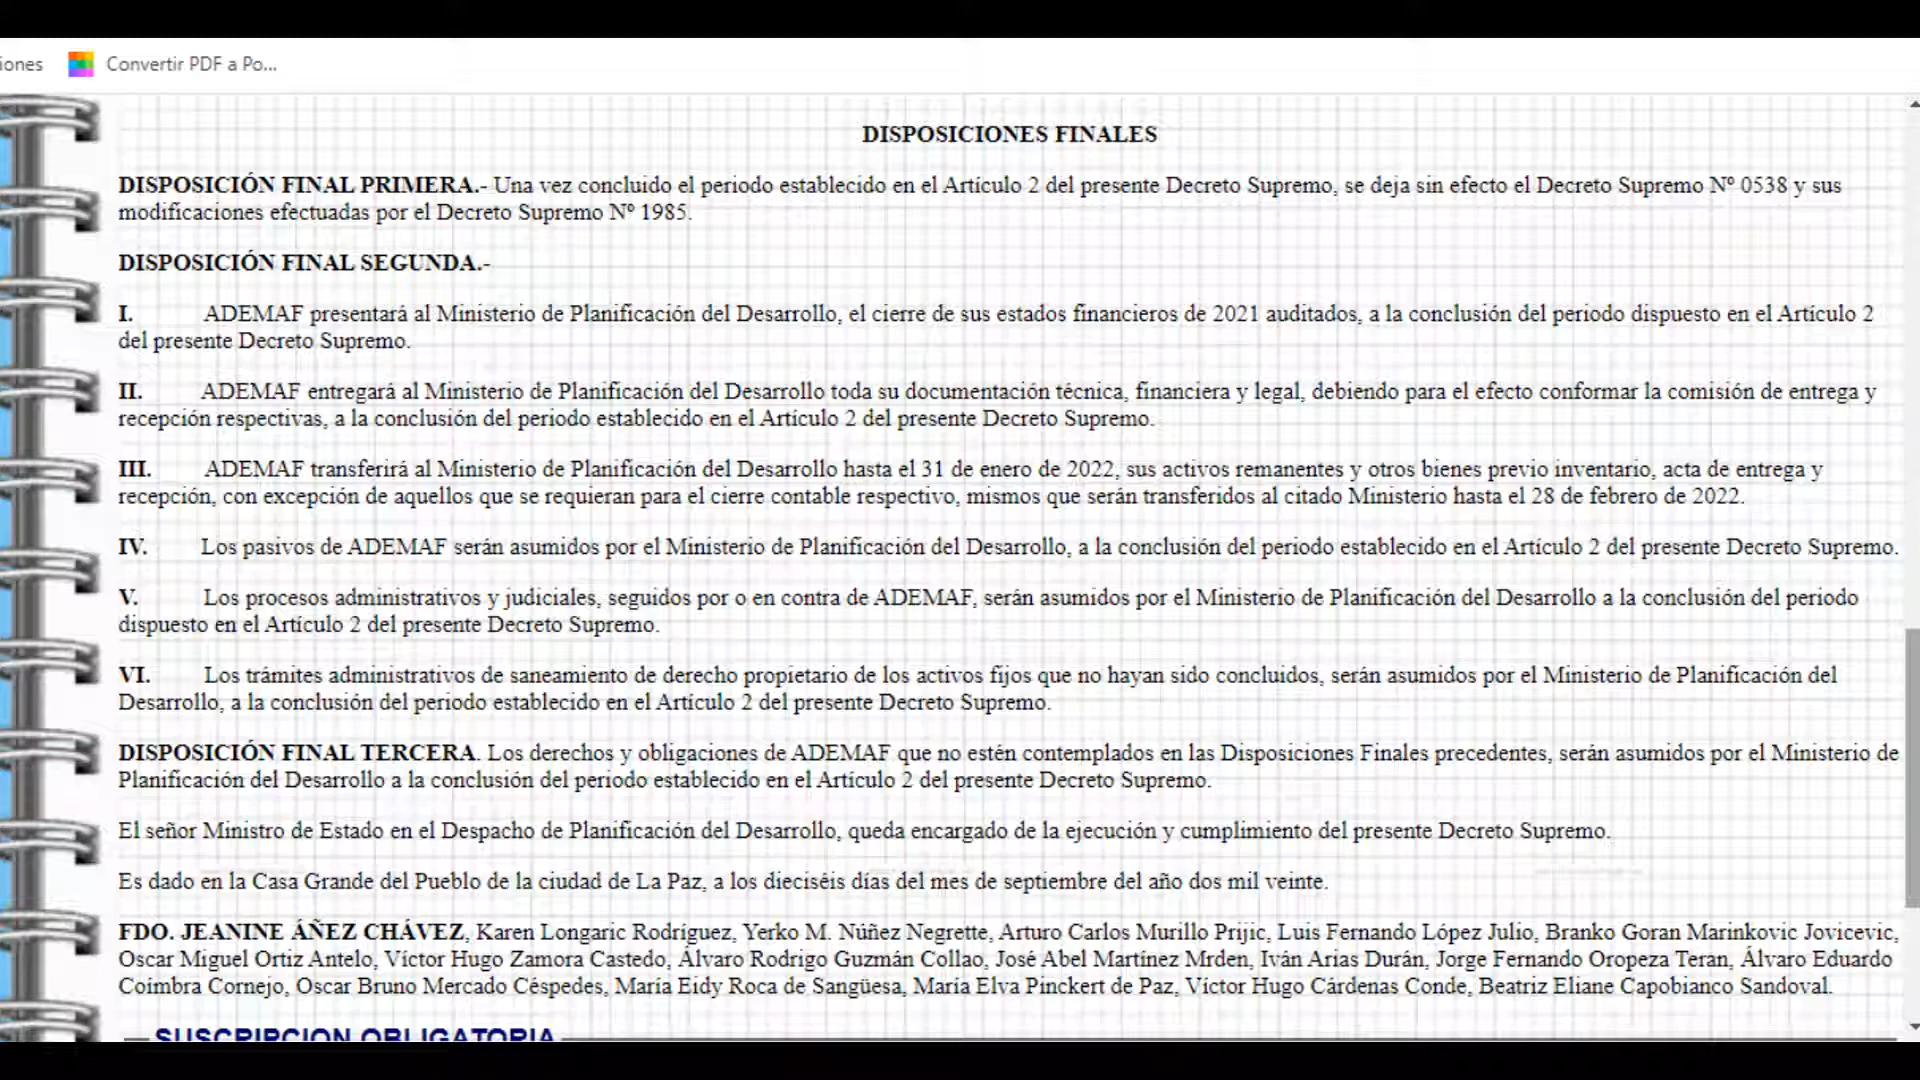 iones Convertir PDF a Po...
DISPOSICIONES FINALES
DISPOSICIÓN FINAL PRIMERA.- Una vez concluido el periodo establecido en el Artículo 2 del presente Decreto Supremo, se deja sin efecto el Decreto Supremo Nº 0538 y sus
modificaciones efectuadas por el Decreto Supremo Nº 1985.
DISPOSICIÓN FINAL SEGUNDA.-
I. ADEMAF presentará al Ministerio de Planificación del Desarrollo, el cierre de sus estados financieros de 2021 auditados, a la conclusión del periodo dispuesto en el Artículo 2
del presente Decreto Supremo.
II. ADEMAF entregará al Ministerio de Planificación del Desarrollo toda su documentación técnica, financiera y legal, debiendo para el efecto conformar la comisión de entrega y
recepción respectivas, a la conclusión del periodo establecido en el Artículo 2 del presente Decreto Supremo.
III. ADEMAF transferirá al Ministerio de Planificación del Desarrollo hasta el 31 de enero de 2022, sus activos remanentes y otros bienes previo inventario, acta de entrega y
recepción, con excepción de aquellos que se requieran para el cierre contable respectivo, mismos que serán transferidos al citado Ministerio hasta el 28 de febrero de 2022.
IV. Los pasivos de ADEMAF serán asumidos por el Ministerio de Planificación del Desarrollo, a la conclusión del periodo establecido en el Artículo 2 del presente Decreto Supremo.
V. Los procesos administrativos y judiciales, seguidos por o en contra de ADEMAF, serán asumidos por el Ministerio de Planificación del Desarrollo a la conclusión del periodo
dispuesto en el Artículo 2 del presente Decreto Supremo.
VI. Los trámites administrativos de saneamiento de derecho propietario de los activos fijos que no hayan sido concluidos, serán asumidos por el Ministerio de Planificación del
Desarrollo, a la conclusión del periodo establecido en el Artículo 2 del presente Decreto Supremo.
DISPOSICIÓN FINAL TERCERA. Los derechos y obligaciones de ADEMAF que no estén contemplados en las Disposiciones Finales precedentes, serán asumidos por el Ministerio de
Planificación del Desarrollo a la conclusión del periodo establecido en el Artículo 2 del presente Decreto Supremo.
El señor Ministro de Estado en el Despacho de Planificación del Desarrollo, queda encargado de la ejecución y cumplimiento del presente Decreto Supremo.
Es dado en la Casa Grande del Pueblo de la ciudad de La Paz, a los dieciséis días del mes de septiembre del año dos mil veinte.
FDO. JEANINE ÁÑEZ CHÁVEZ, Karen Longaric Rodríguez, Yerko M. Núñez Negrette, Arturo Carlos Murillo Prijic, Luis Fernando López Julio, Branko Goran Marinkovic Jovicevic,
Oscar Miguel Ortiz Antelo, Víctor Hugo Zamora Castedo, Álvaro Rodrigo Guzmán Collao, José Abel Martínez Mrden, Iván Arias Durán, Jorge Fernando Oropeza Teran, Álvaro Eduardo
Coímbra Cornejo, Oscar Bruno Mercado Céspedes, María Eidy Roca de Sangüesa, María Elva Pinckert de Paz, Victor Hugo Cárdenas Conde, Beatriz Eliane Capobianco Sandoval.
SUSCRIPCION OBLIGATORIA